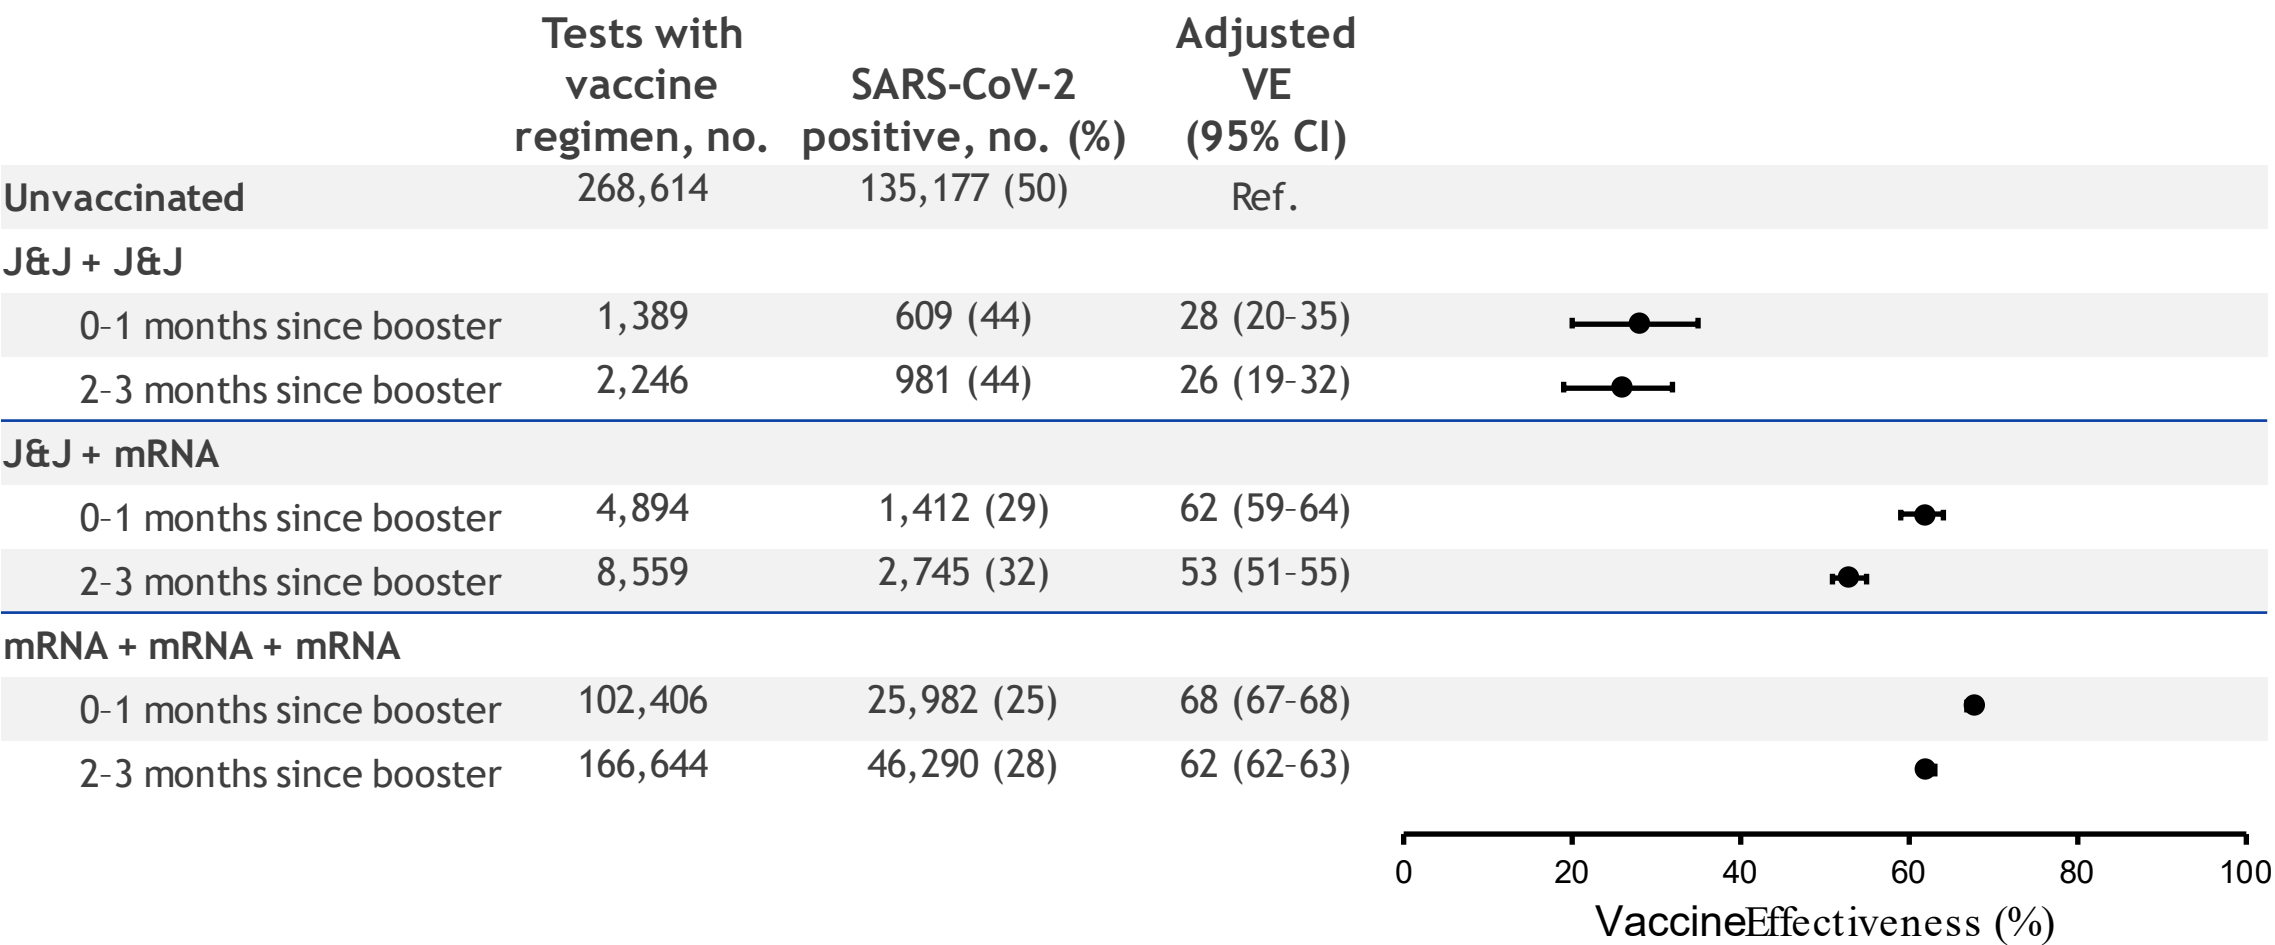 Tests with vaccine regimen, no. SARS-CoV-2 positive, no. (%) Adjusted VE (95% CI)
Unvaccinated 268,614 135,177 (50) Ref.
J&J + J&J
0-1 months since booster 1,389 609 (44) 28 (20-35)
2-3 months since booster 2,246 981 (44) 26 (19-32)
J&J + mRNA
0-1 months since booster 4,894 1,412 (29) 62 (59-64)
2-3 months since booster 8,559 2,745 (32) 53 (51-55)
mRNA + mRNA + mRNA
0-1 months since booster 102,406 25,982 (25) 68 (67-68)
2-3 months since booster 166,644 46,290 (28) 62 (62-63)
0 20 40 60 80 100
VaccineEffectiveness (%)